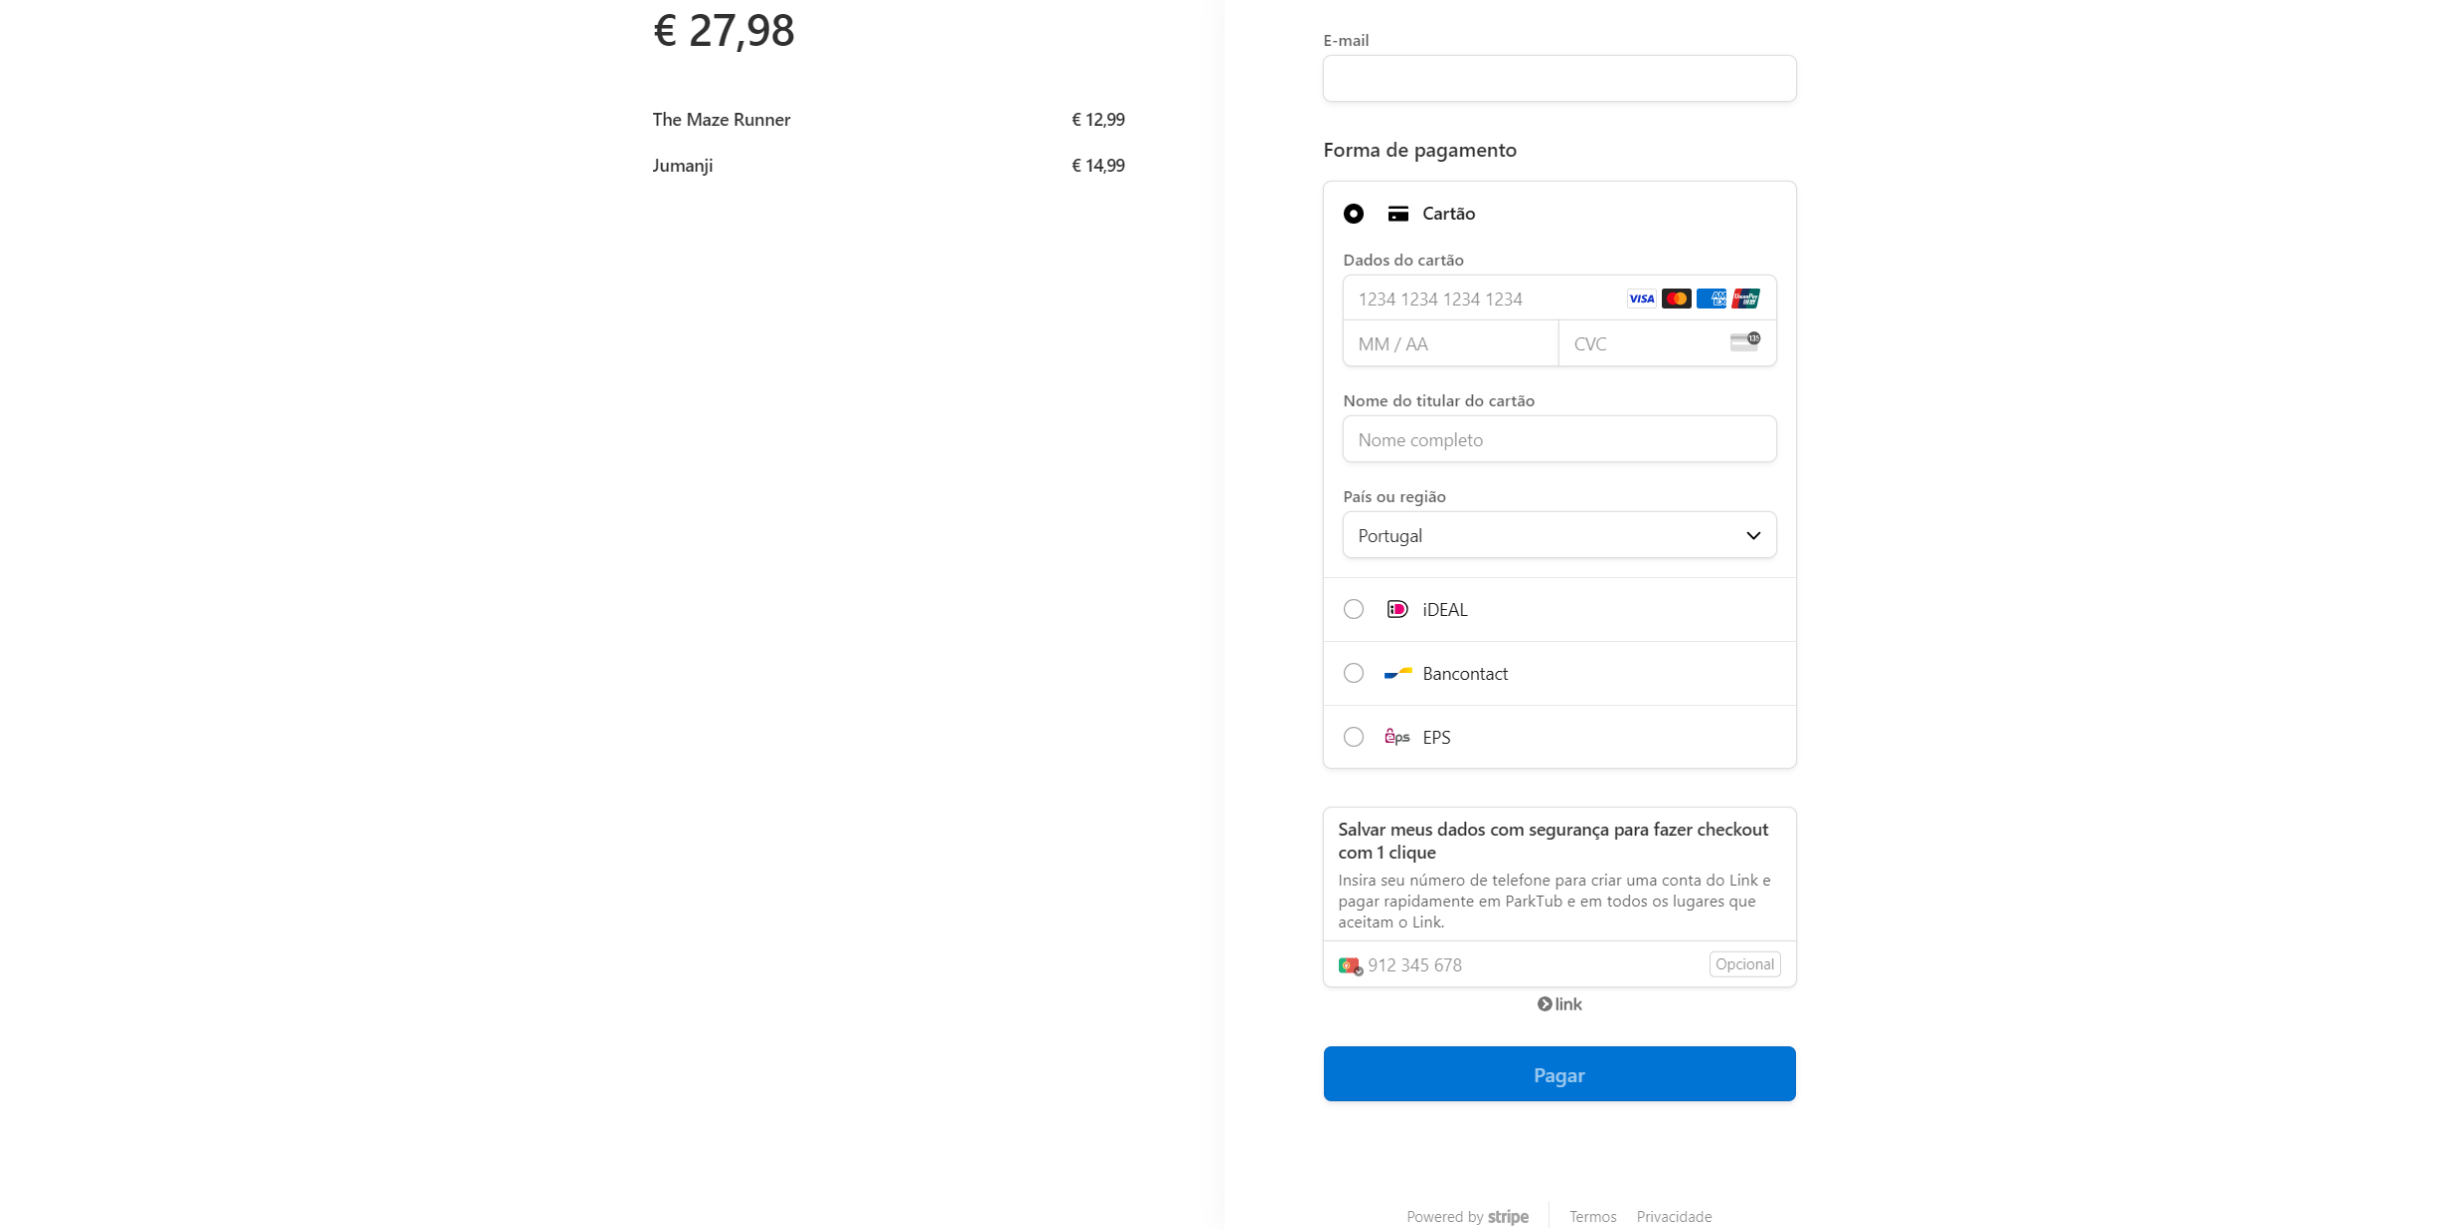 € 27,98
The Maze Runner € 12,99
Jumanji € 14,99
E-mail
Forma de pagamento
Cartão
Dados do cartão
1234 1234 1234 1234 VISA AMEX UnionPay
MM / AA CVC 135
Nome do titular do cartão
Nome completo
País ou região
Portugal
iDEAL
Bancontact
eps EPS
Salvar meus dados com segurança para fazer checkout
com 1 clique
Insira seu número de telefone para criar uma conta do Link e
pagar rapidamente em ParkTub e em todos os lugares que
aceitam o Link.
912 345 678 Opcional
link
Pagar
Powered by stripe Termos Privacidade